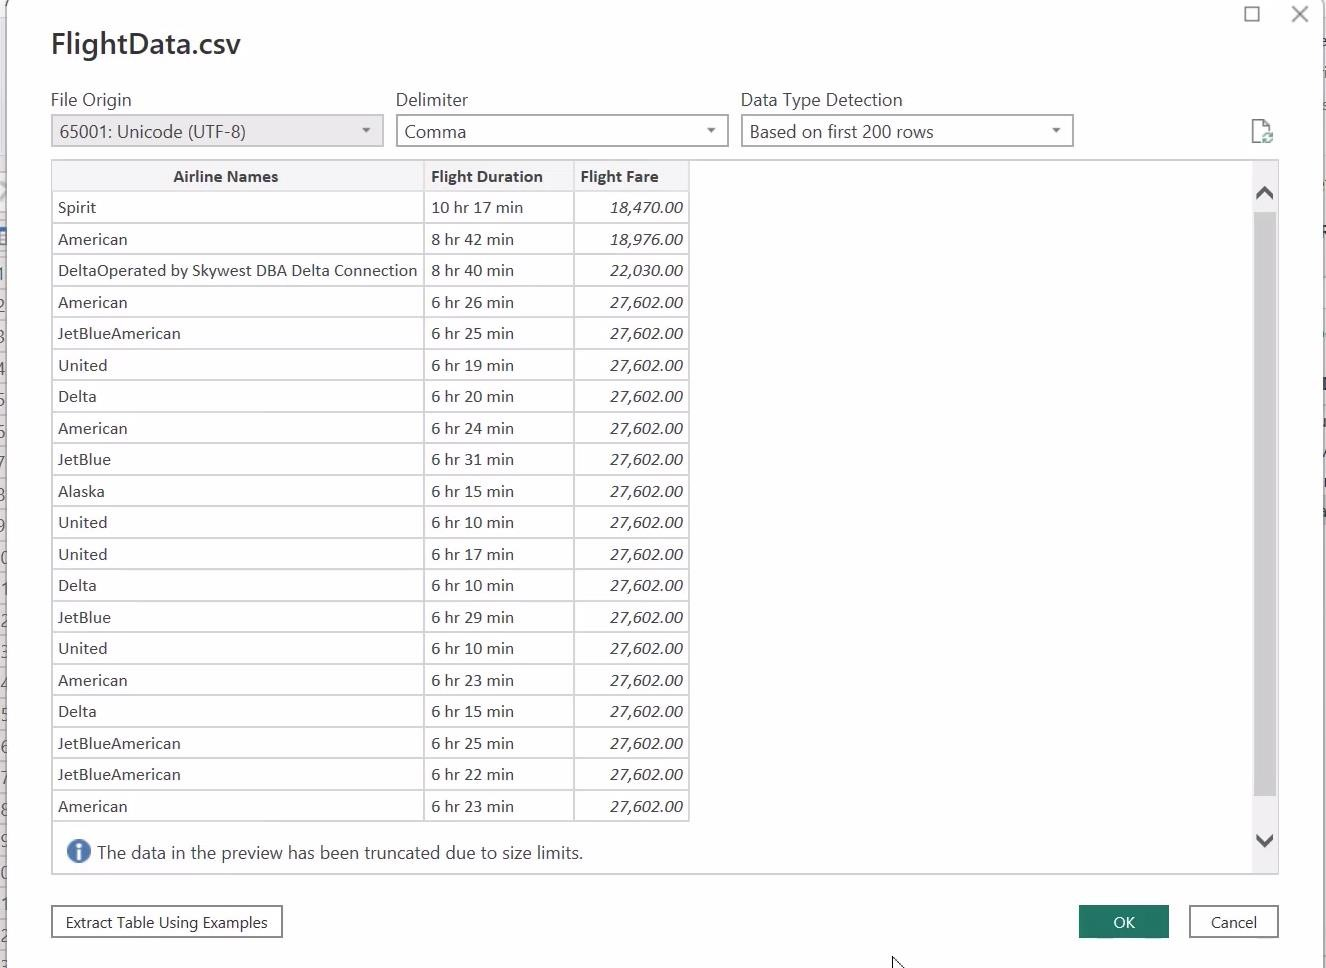 FlightData.csv
File Origin Delimiter Data Type Detection
65001: Unicode (UTF-8) Comma Based on first 200 rows
Airline Names Flight Duration Flight Fare
Spirit 10 hr 17 min 18,470.00
American 8 hr 42 min 18,976.00
DeltaOperated by Skywest DBA Delta Connection 8 hr 40 min 22,030.00
American 6 hr 26 min 27,602.00
JetBlueAmerican 6 hr 25 min 27,602.00
United 6 hr 19 min 27,602.00
Delta 6 hr 20 min 27,602.00
American 6 hr 24 min 27,602.00
JetBlue 6 hr 31 min 27,602.00
Alaska 6 hr 15 min 27,602.00
United 6 hr 10 min 27,602.00
United 6 hr 17 min 27,602.00
Delta 6 hr 10 min 27,602.00
JetBlue 6 hr 29 min 27,602.00
United 6 hr 10 min 27,602.00
American 6 hr 23 min 27,602.00
Delta 6 hr 15 min 27,602.00
JetBlueAmerican 6 hr 25 min 27,602.00
JetBlueAmerican 6 hr 22 min 27,602.00
American 6 hr 23 min 27,602.00
The data in the preview has been truncated due to size limits.
Extract Table Using Examples OK Cancel